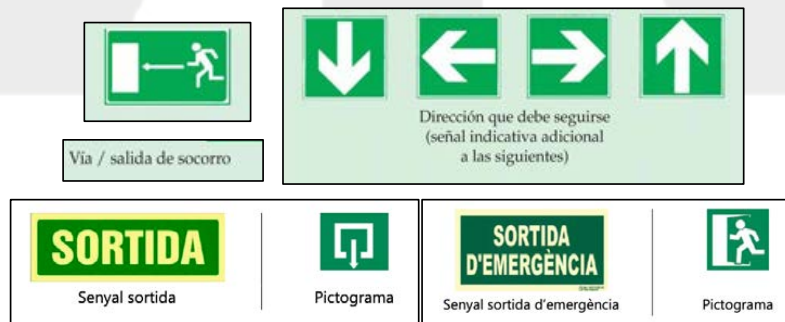 Vía / salida de socorro
Dirección que debe seguirse
(señal indicativa adicional
a las siguientes)
SORTIDA
Senyal sortida
Pictograma
SORTIDA
D'EMERGÈNCIA
Senyal sortida d'emergència
Pictograma